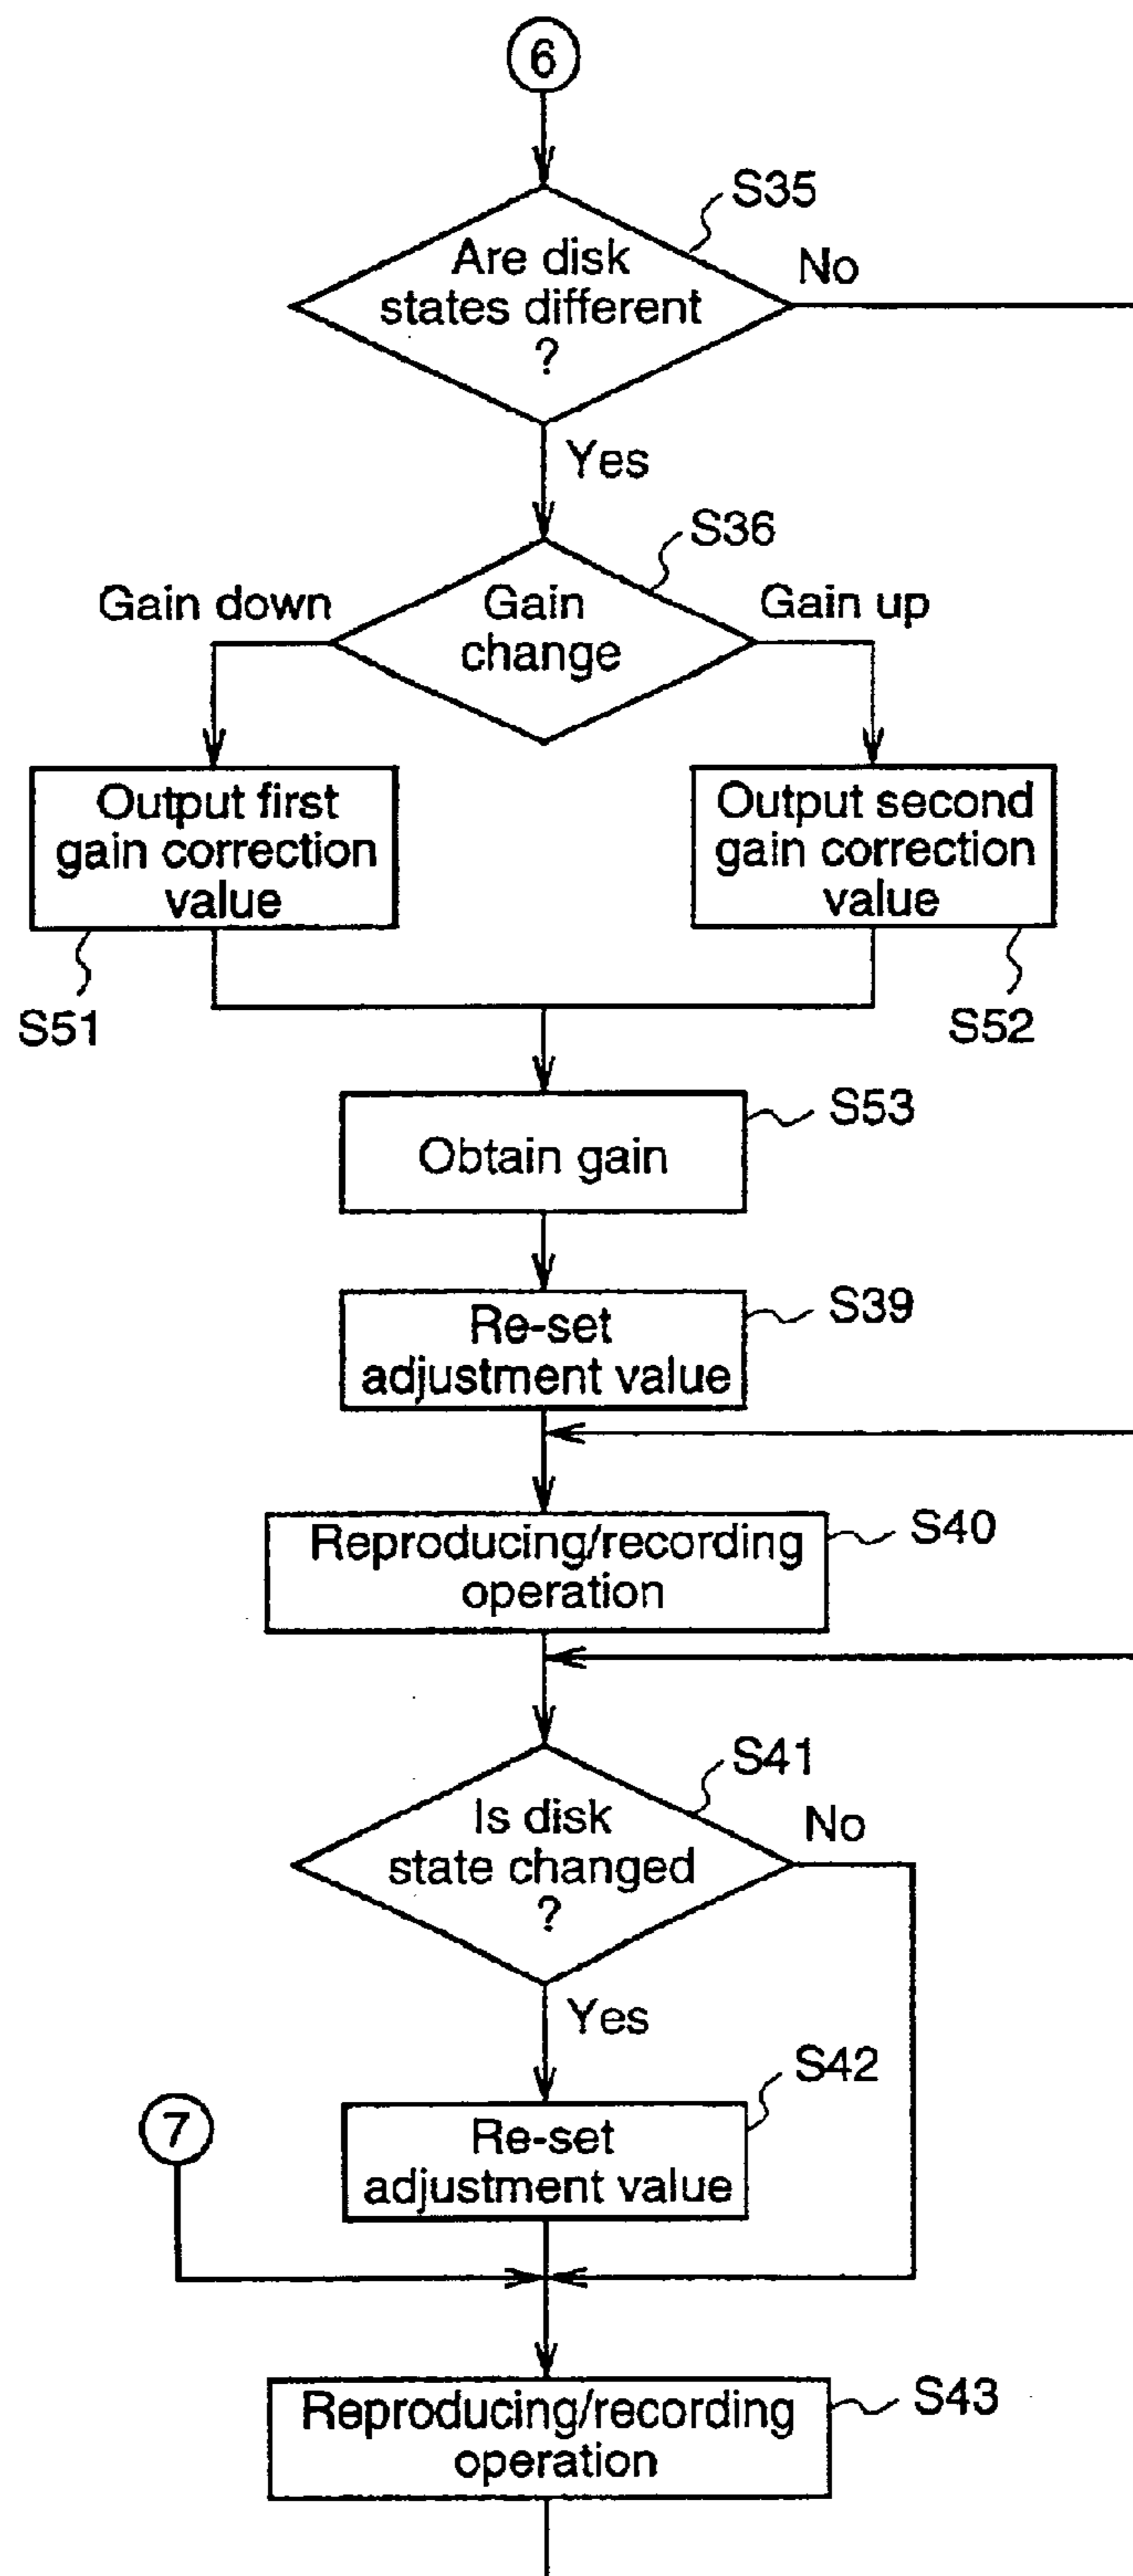 6
S35
Are disk
states different
?
No
Yes
S36
Gain down
Gain
change
Gain up
Output first
gain correction
value
Output second
gain correction
value
S51
S52
S53
Obtain gain
S39
Re-set
adjustment value
S40
Reproducing/recording
operation
S41
Is disk
state changed
?
No
Yes
S42
7
Re-set
adjustment value
S43
Reproducing/recording
operation